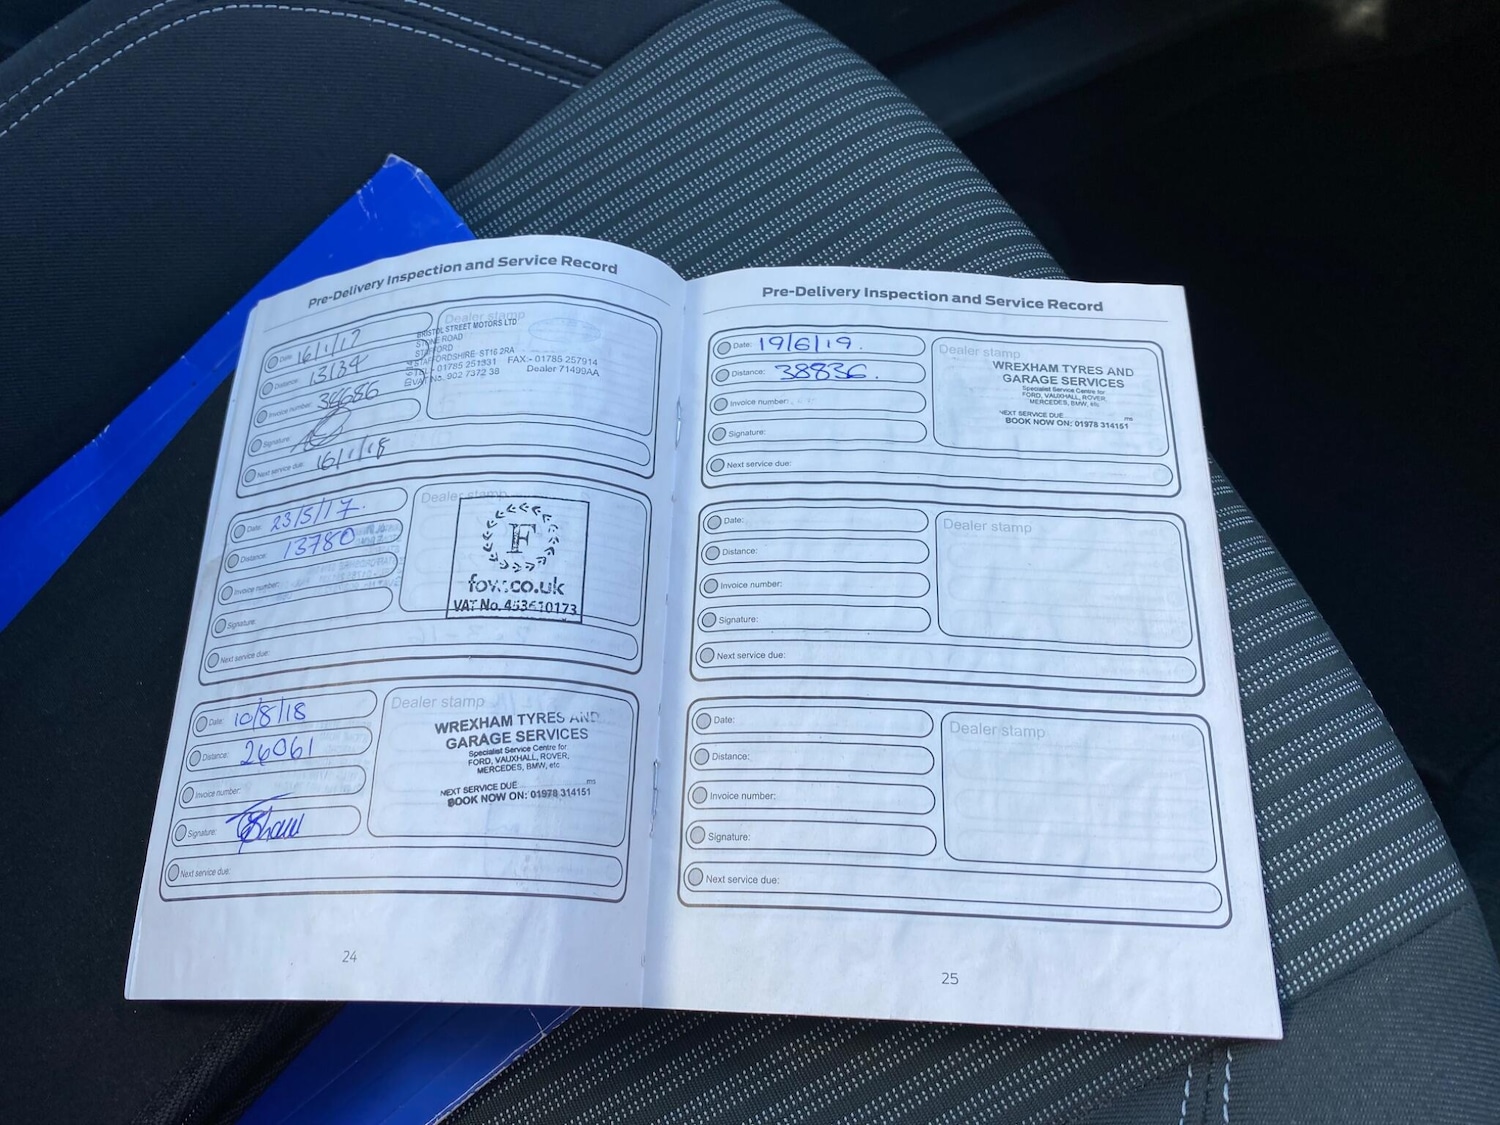 Pre-Delivery Inspection and Service Record
Date: 16/1/17
Distance: 13134
Invoice number: 38686
Signature:
Next service due: 16/1/18
Dealer stamp
BRISTOL STREET MOTORS LTD
STONE ROAD
STAFFORD
STAFFORDSHIRE ST16 2RA
TEL: 01785 251331 FAX:- 01785 257914
VAT No. 902 7372 38 Dealer 71499AA
Date: 23/5/17.
Distance: 13780
Invoice number:
Signature:
Next service due:
Dealer stamp
F
fow.co.uk
VAT No. 453610173
Date: 10/8/18
Distance: 26061
Invoice number:
Signature:
Next service due:
Dealer stamp
WREXHAM TYRES AND
GARAGE SERVICES
Specialist Service Centre for
FORD, VAUXHALL, ROVER,
MERCEDES, BMW, etc
NEXT SERVICE DUE ms
BOOK NOW ON: 01978 314151
24
Pre-Delivery Inspection and Service Record
Date: 19/6/19.
Distance: 38836.
Invoice number:
Signature:
Next service due:
Dealer stamp
WREXHAM TYRES AND
GARAGE SERVICES
Specialist Service Centre for
FORD, VAUXHALL, ROVER,
MERCEDES, BMW, etc
NEXT SERVICE DUE ms
BOOK NOW ON: 01978 314151
Date:
Distance:
Invoice number:
Signature:
Next service due:
Dealer stamp
Date:
Distance:
Invoice number:
Signature:
Next service due:
Dealer stamp
25